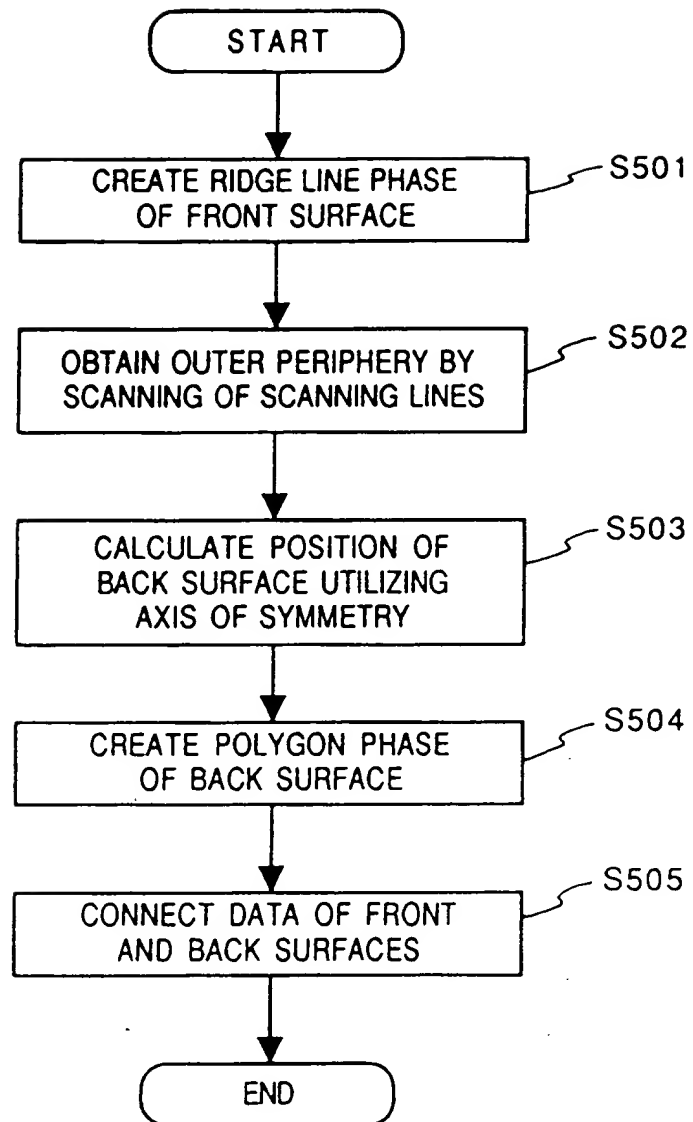 START
CREATE RIDGE LINE PHASE
OF FRONT SURFACE
S501
OBTAIN OUTER PERIPHERY BY
SCANNING OF SCANNING LINES
S502
CALCULATE POSITION OF
BACK SURFACE UTILIZING
AXIS OF SYMMETRY
S503
CREATE POLYGON PHASE
OF BACK SURFACE
S504
CONNECT DATA OF FRONT
AND BACK SURFACES
S505
END